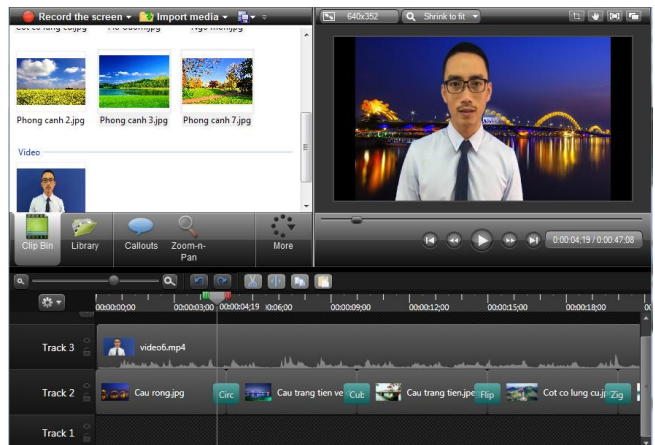 Record the screen
Import media
640x352
Shrink to fit
Phong canh 2.jpg
Phong canh 3.jpg
Phong canh 7.jpg
Video
Clip Bin
Library
Callouts
Zoom-n-
Pan
More
0:00:04;19 / 0:00:47;08
00:00:00;00
00:00:03;00
00:00:04;19
00:00:09;00
00:00:12;00
00:00:15;00
00:00:18;00
Track 3
video6.mp4
Track 2
Cau rong.jpg
Circ
Cau trang tien ve
Cub
Cau trang tien.jpe
Flip
Cot co lung cu.j
Zig
Track 1